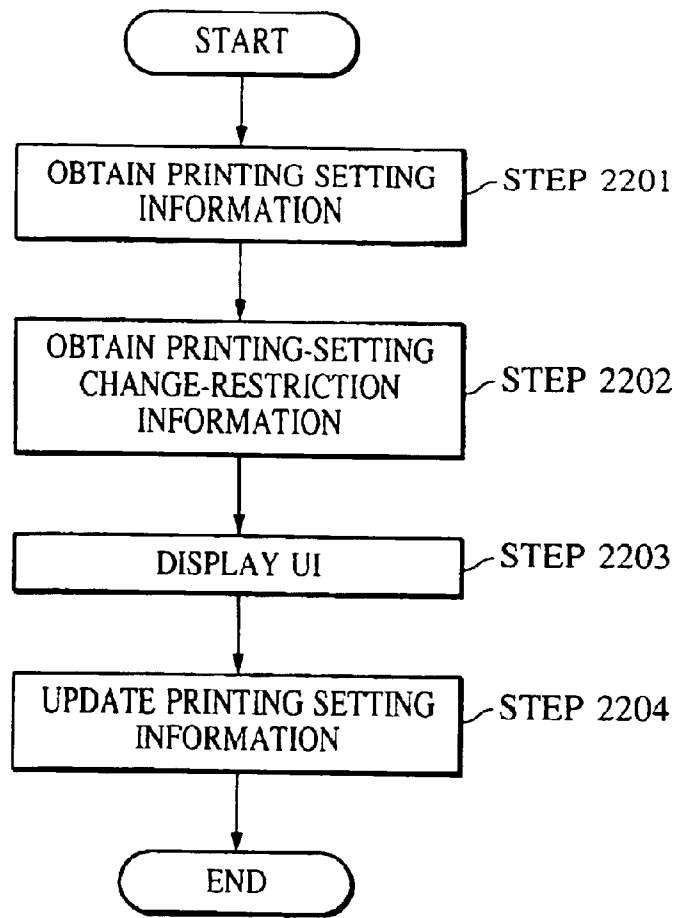 START
OBTAIN PRINTING SETTING
INFORMATION
STEP 2201
OBTAIN PRINTING-SETTING
CHANGE-RESTRICTION
INFORMATION
STEP 2202
DISPLAY UI
STEP 2203
UPDATE PRINTING SETTING
INFORMATION
STEP 2204
END